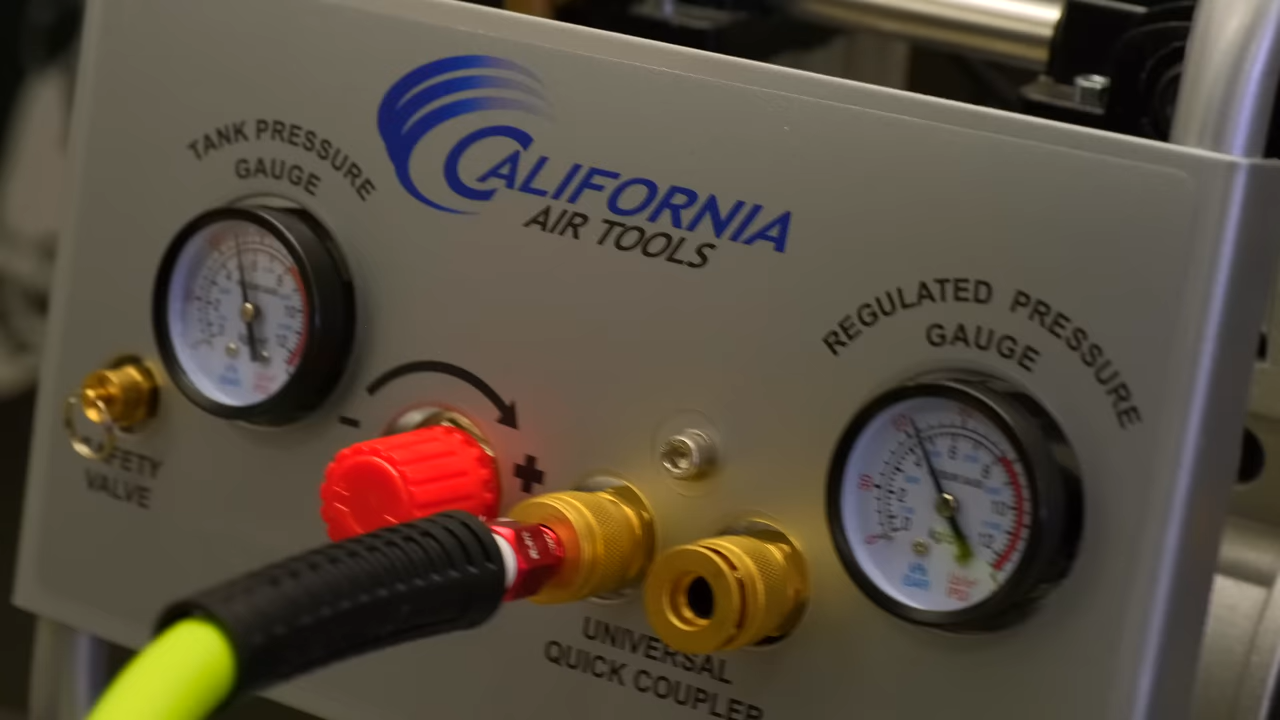 TANK PRESSURE
GAUGE
CALIFORNIA
AIR TOOLS
REGULATED PRESSURE
GAUGE
-
+
SAFETY
VALVE
UNIVERSAL
QUICK COUPLER